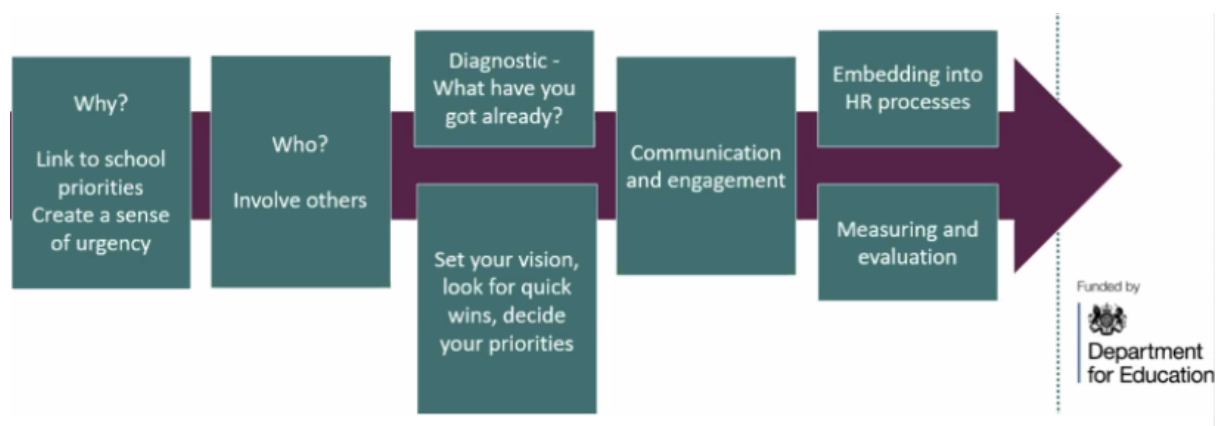 Why?
Link to school
priorities
Create a sense
of urgency
Who?
Involve others
Diagnostic -
What have you
got already?
Set your vision,
look for quick
wins, decide
your priorities
Communication
and engagement
Embedding into
HR processes
Measuring and
evaluation
Funded by
Department
for Education